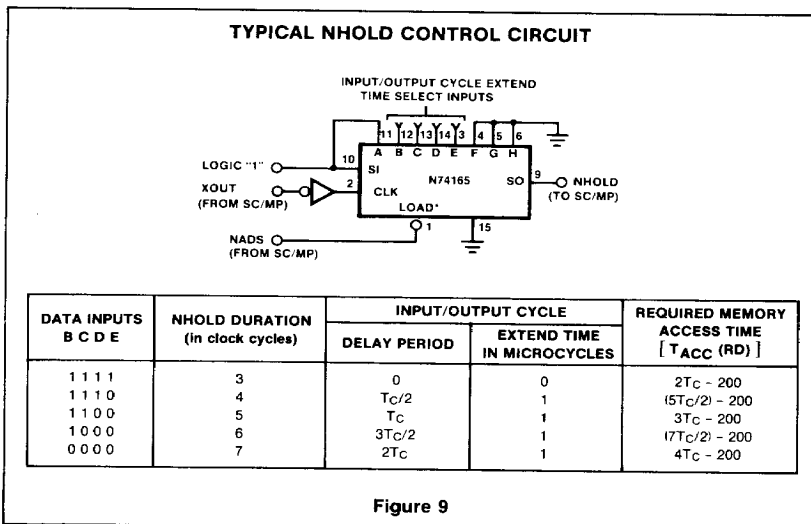 TYPICAL NHOLD CONTROL CIRCUIT
INPUT/OUTPUT CYCLE EXTEND
TIME SELECT INPUTS
11 12 13 14 3 4 5 6
A B C D E F G H
LOGIC "1" 10 SI
N74165
SO 9 NHOLD
(TO SC/MP)
XOUT 2 CLK
(FROM SC/MP)
LOAD*
1 15
NADS
(FROM SC/MP)
DATA INPUTS
B C D E
NHOLD DURATION
(in clock cycles)
INPUT/OUTPUT CYCLE
DELAY PERIOD
EXTEND TIME
IN MICROCYCLES
REQUIRED MEMORY
ACCESS TIME
[ TACC (RD) ]
1 1 1 1 3 0 0 2TC - 200
1 1 1 0 4 TC/2 1 (5TC/2) - 200
1 1 0 0 5 TC 1 3TC - 200
1 0 0 0 6 3TC/2 1 (7TC/2) - 200
0 0 0 0 7 2TC 1 4TC - 200
Figure 9